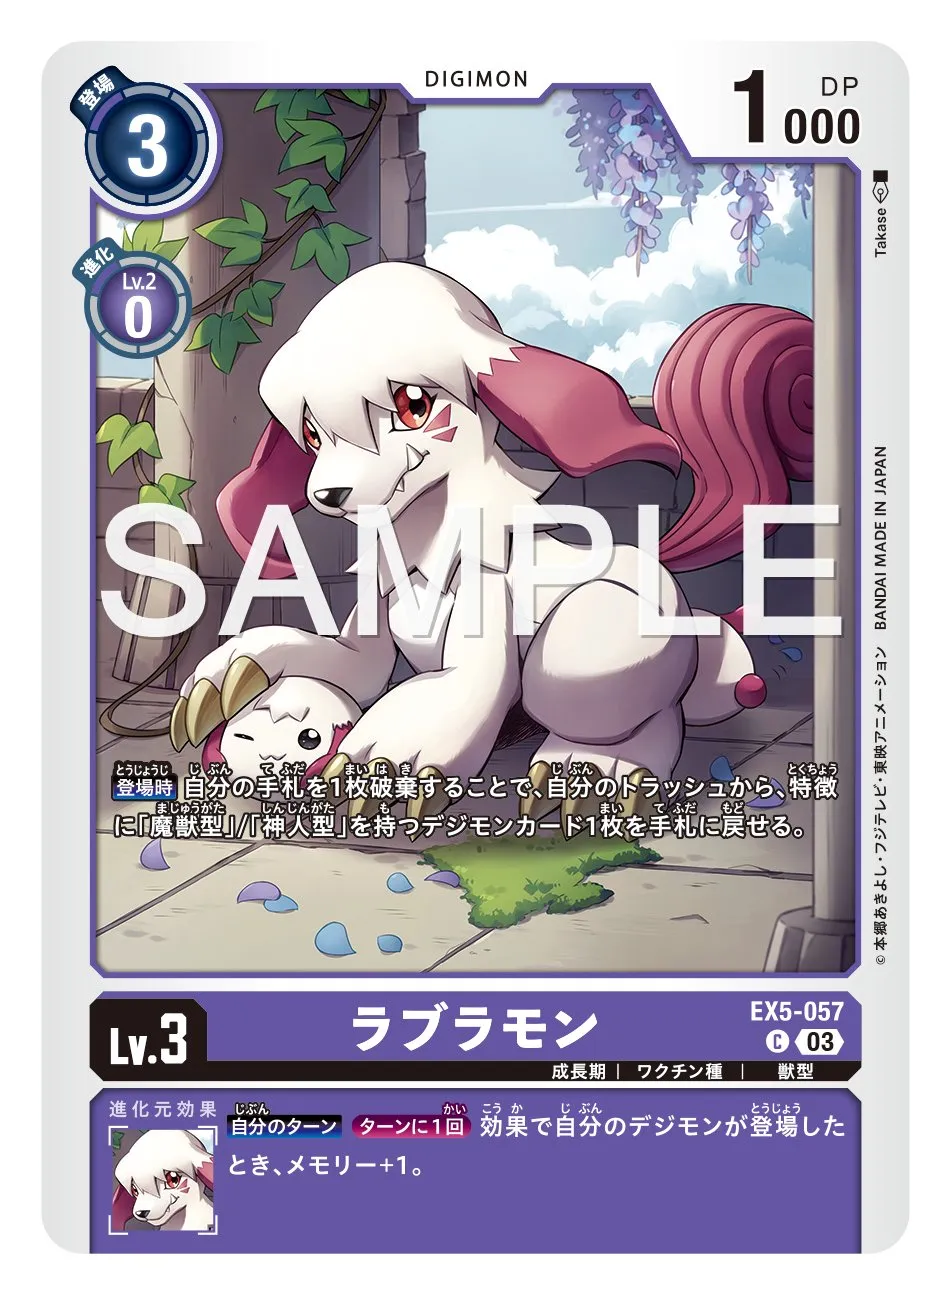 DIGIMON
登場
3
1000
DP
進化
Lv.2
0
Takase
SAMPLE
登場時 自分の手札を1枚破棄することで、自分のトラッシュから、特徴
に「魔獣型」/「神人型」を持つデジモンカード1枚を手札に戻せる。
BANDAI MADE IN JAPAN
©本郷あきよし・フジテレビ・東映アニメーション
Lv.3
ラブラモン
EX5-057
C 03
成長期 | ワクチン種 | 獣型
進化元効果
自分のターン ターンに1回 効果で自分のデジモンが登場した
とき、メモリー+1。